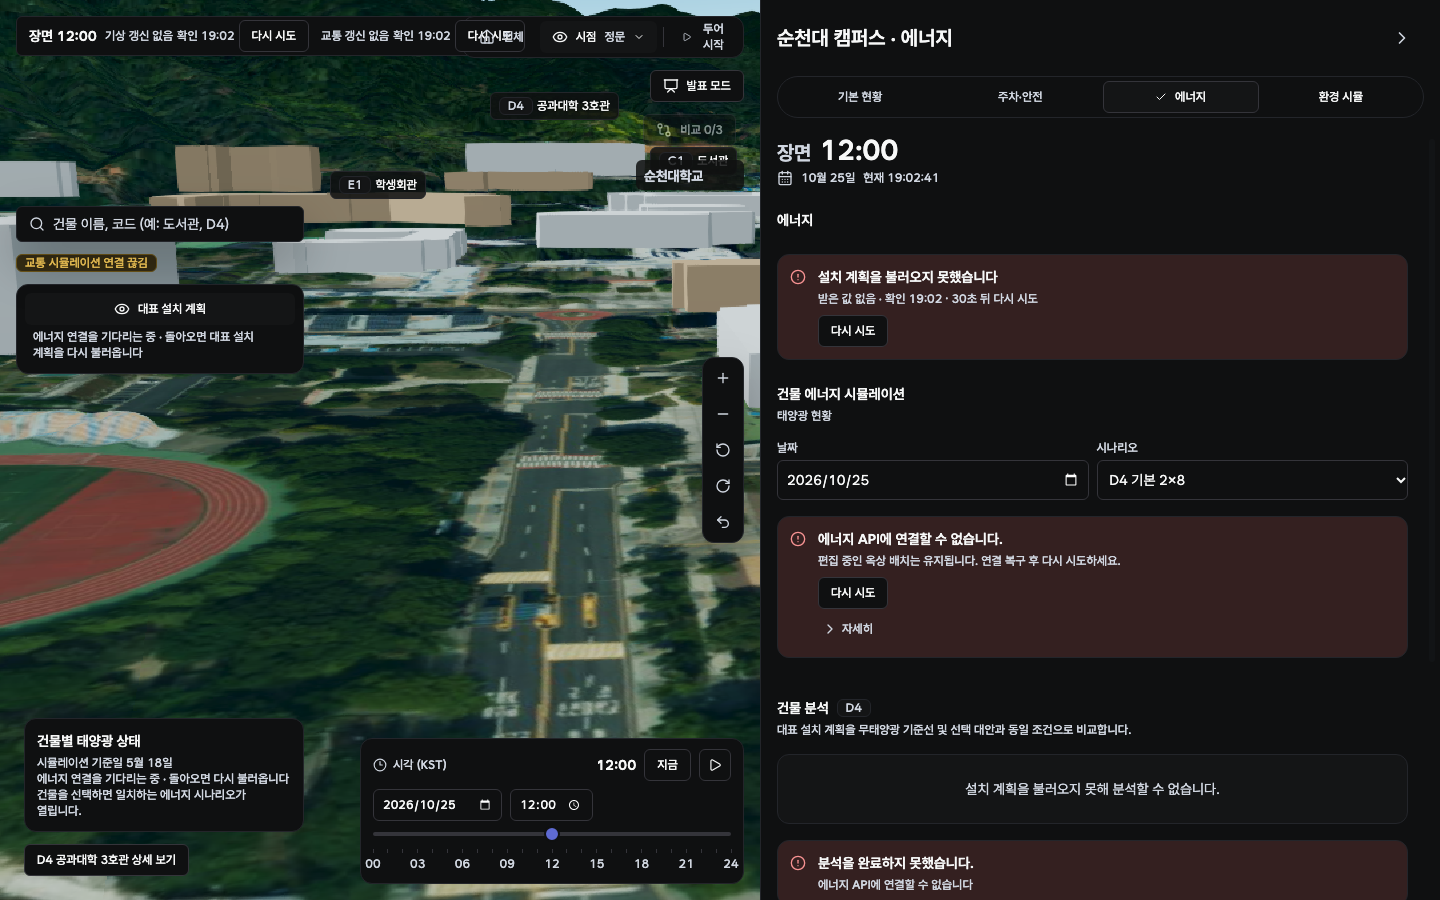 장면 12:00 기상 갱신 없음 확인 19:02 다시 시도 교통 갱신 없음 확인 19:02
시점 정문
투어
시작
발표 모드
비교 0/3
D4 공과대학 3호관
C1 도서관
순천대학교
E1 학생회관
건물 이름, 코드 (예: 도서관, D4)
교통 시뮬레이션 연결 끊김
대표 설치 계획
에너지 연결을 기다리는 중 · 돌아오면 대표 설치
계획을 다시 불러옵니다
건물별 태양광 상태
시뮬레이션 기준일 5월 18일
에너지 연결을 기다리는 중 · 돌아오면 다시 불러옵니다
건물을 선택하면 일치하는 에너지 시나리오가
열립니다.
D4 공과대학 3호관 상세 보기
시각 (KST) 12:00 지금
2026/10/25 12:00
00 03 06 09 12 15 18 21 24
순천대 캠퍼스 · 에너지
기본 현황 주차·안전 에너지 환경 시뮬
장면 12:00
10월 25일 현재 19:02:41
에너지
설치 계획을 불러오지 못했습니다
받은 값 없음 · 확인 19:02 · 30초 뒤 다시 시도
다시 시도
건물 에너지 시뮬레이션
태양광 현황
날짜 시나리오
2026/10/25 D4 기본 2×8
에너지 API에 연결할 수 없습니다.
편집 중인 옥상 배치는 유지됩니다. 연결 복구 후 다시 시도하세요.
다시 시도
자세히
건물 분석 D4
대표 설치 계획을 무태양광 기준선 및 선택 대안과 동일 조건으로 비교합니다.
설치 계획을 불러오지 못해 분석할 수 없습니다.
분석을 완료하지 못했습니다.
에너지 API에 연결할 수 없습니다